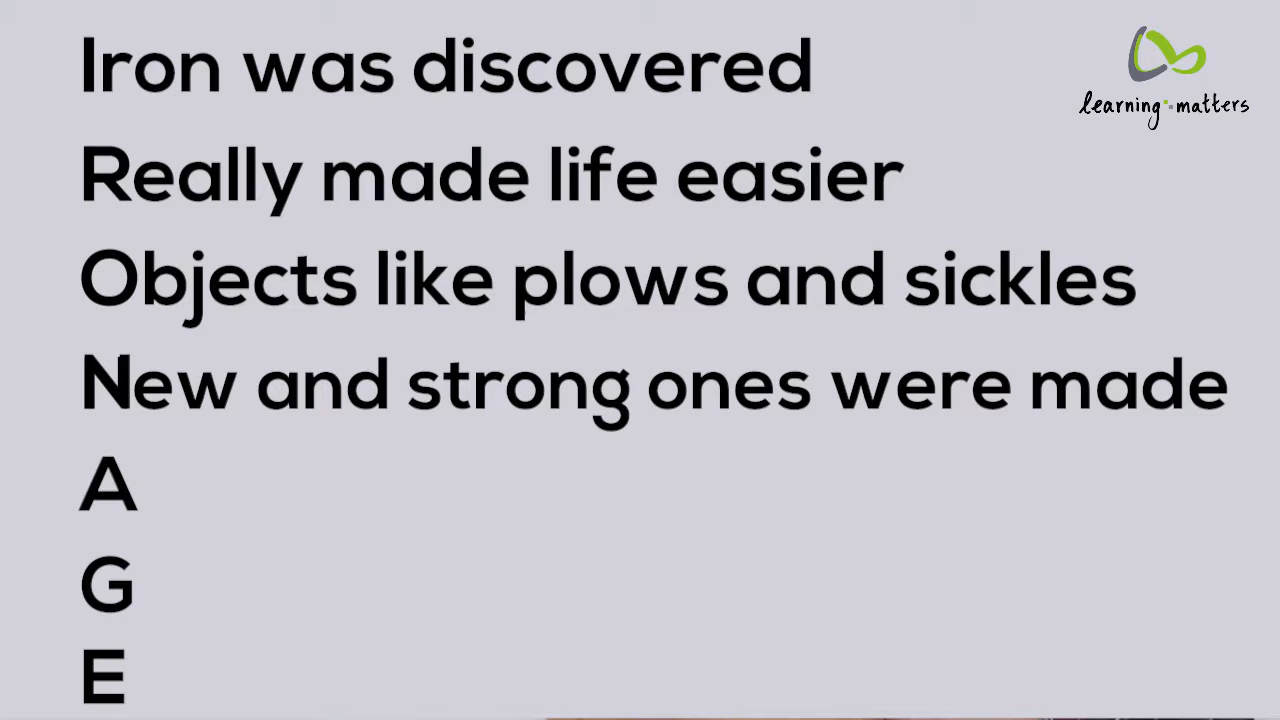 Iron was discovered
Really made life easier
Objects like plows and sickles
New and strong ones were made
A
G
E
learning matters